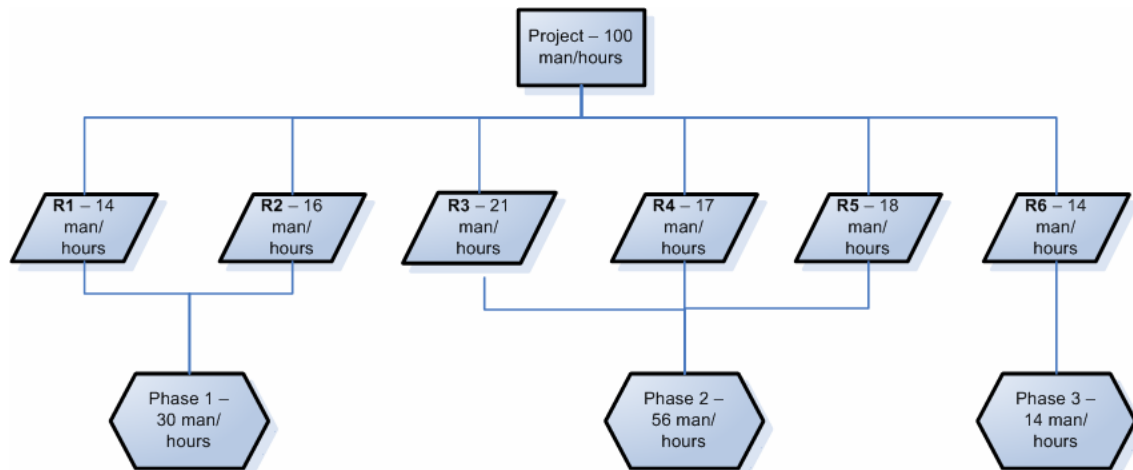 Project – 100
man/hours
R1 – 14
man/
hours
R2 – 16
man/
hours
R3 – 21
man/
hours
R4 – 17
man/
hours
R5 – 18
man/
hours
R6 – 14
man/
hours
Phase 1 –
30 man/
hours
Phase 2 –
56 man/
hours
Phase 3 –
14 man/
hours